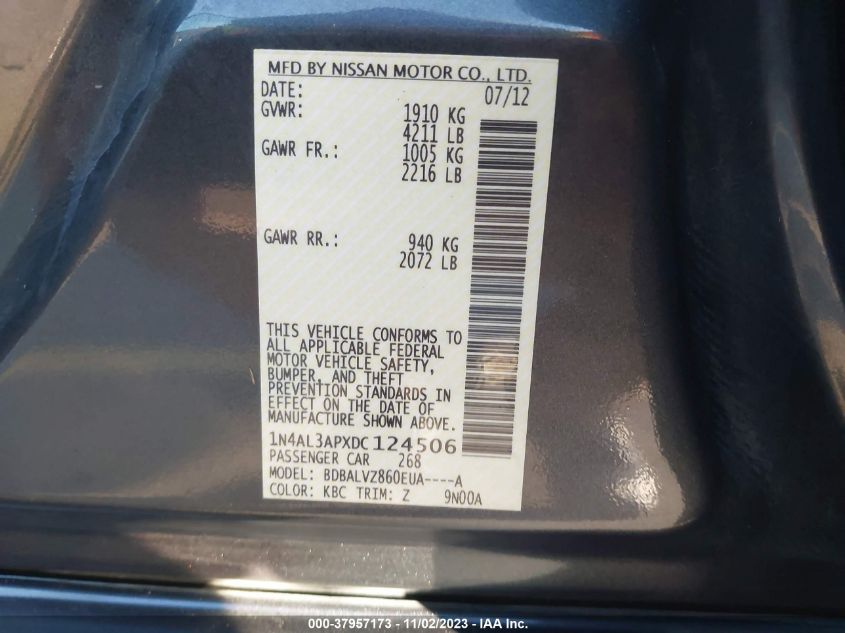 MFD BY NISSAN MOTOR CO., LTD.
DATE: 07/12
GVWR: 1910 KG
4211 LB
GAWR FR.: 1005 KG
2216 LB
GAWR RR.: 940 KG
2072 LB
THIS VEHICLE CONFORMS TO
ALL APPLICABLE FEDERAL
MOTOR VEHICLE SAFETY,
BUMPER, AND THEFT
PREVENTION STANDARDS IN
EFFECT ON THE DATE OF
MANUFACTURE SHOWN ABOVE.
1N4AL3APXDC124506
PASSENGER CAR 268
MODEL: BDBALVZ860EUA----A
COLOR: KBC TRIM: Z 9N00A
000-37957173 - 11/02/2023 - IAA Inc.